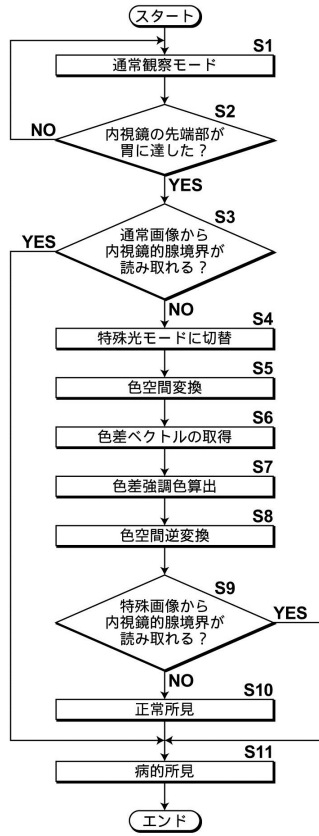 スタート
S1
通常観察モード
S2
内視鏡の先端部が
胃に達した?
NO
YES
S3
通常画像から
内視鏡的腺境界が
読み取れる?
YES
NO
S4
特殊光モードに切替
S5
色空間変換
S6
色差ベクトルの取得
S7
色差強調色算出
S8
色空間逆変換
S9
特殊画像から
内視鏡的腺境界が
読み取れる?
YES
NO
S10
正常所見
S11
病的所見
エンド